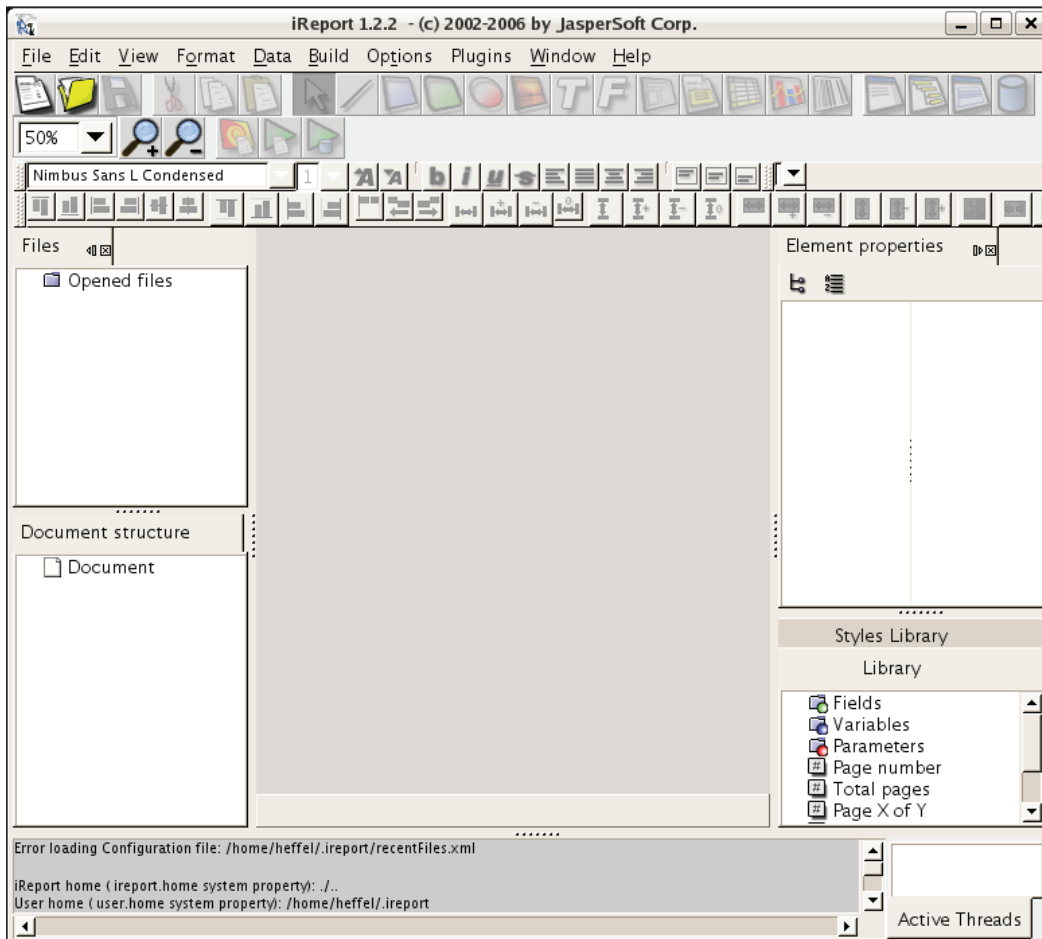 iReport 1.2.2 - (c) 2002-2006 by JasperSoft Corp.
File Edit View Format Data Build Options Plugins Window Help
50%
Nimbus Sans L Condensed 1
Files
Opened files
Document structure
Document
Element properties
Styles Library
Library
Fields
Variables
Parameters
Page number
Total pages
Page X of Y
Error loading Configuration file: /home/heffel/.ireport/recentFiles.xml
iReport home ( ireport.home system property): ./..
User home ( user.home system property): /home/heffel/.ireport
Active Threads